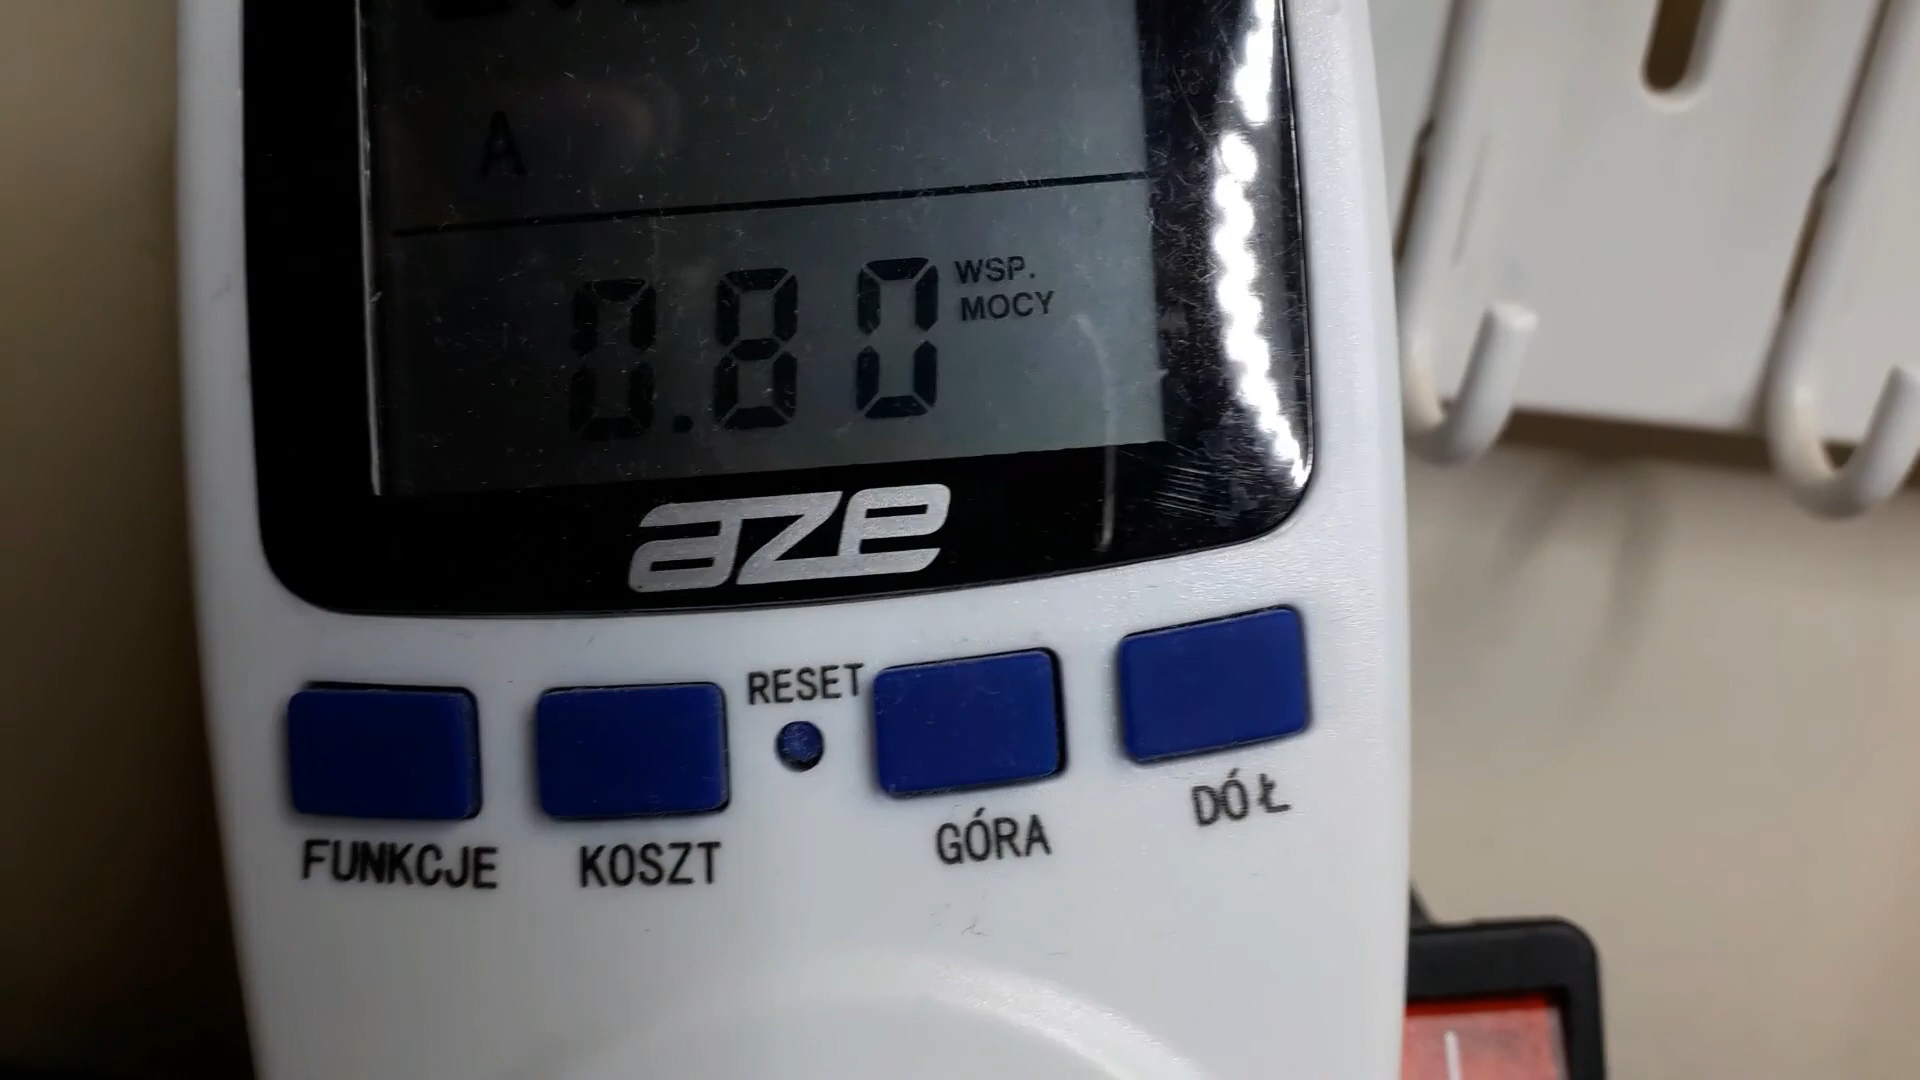 A
0.80 WSP.
MOCY
aze
RESET
FUNKCJE KOSZT GÓRA DÓŁ